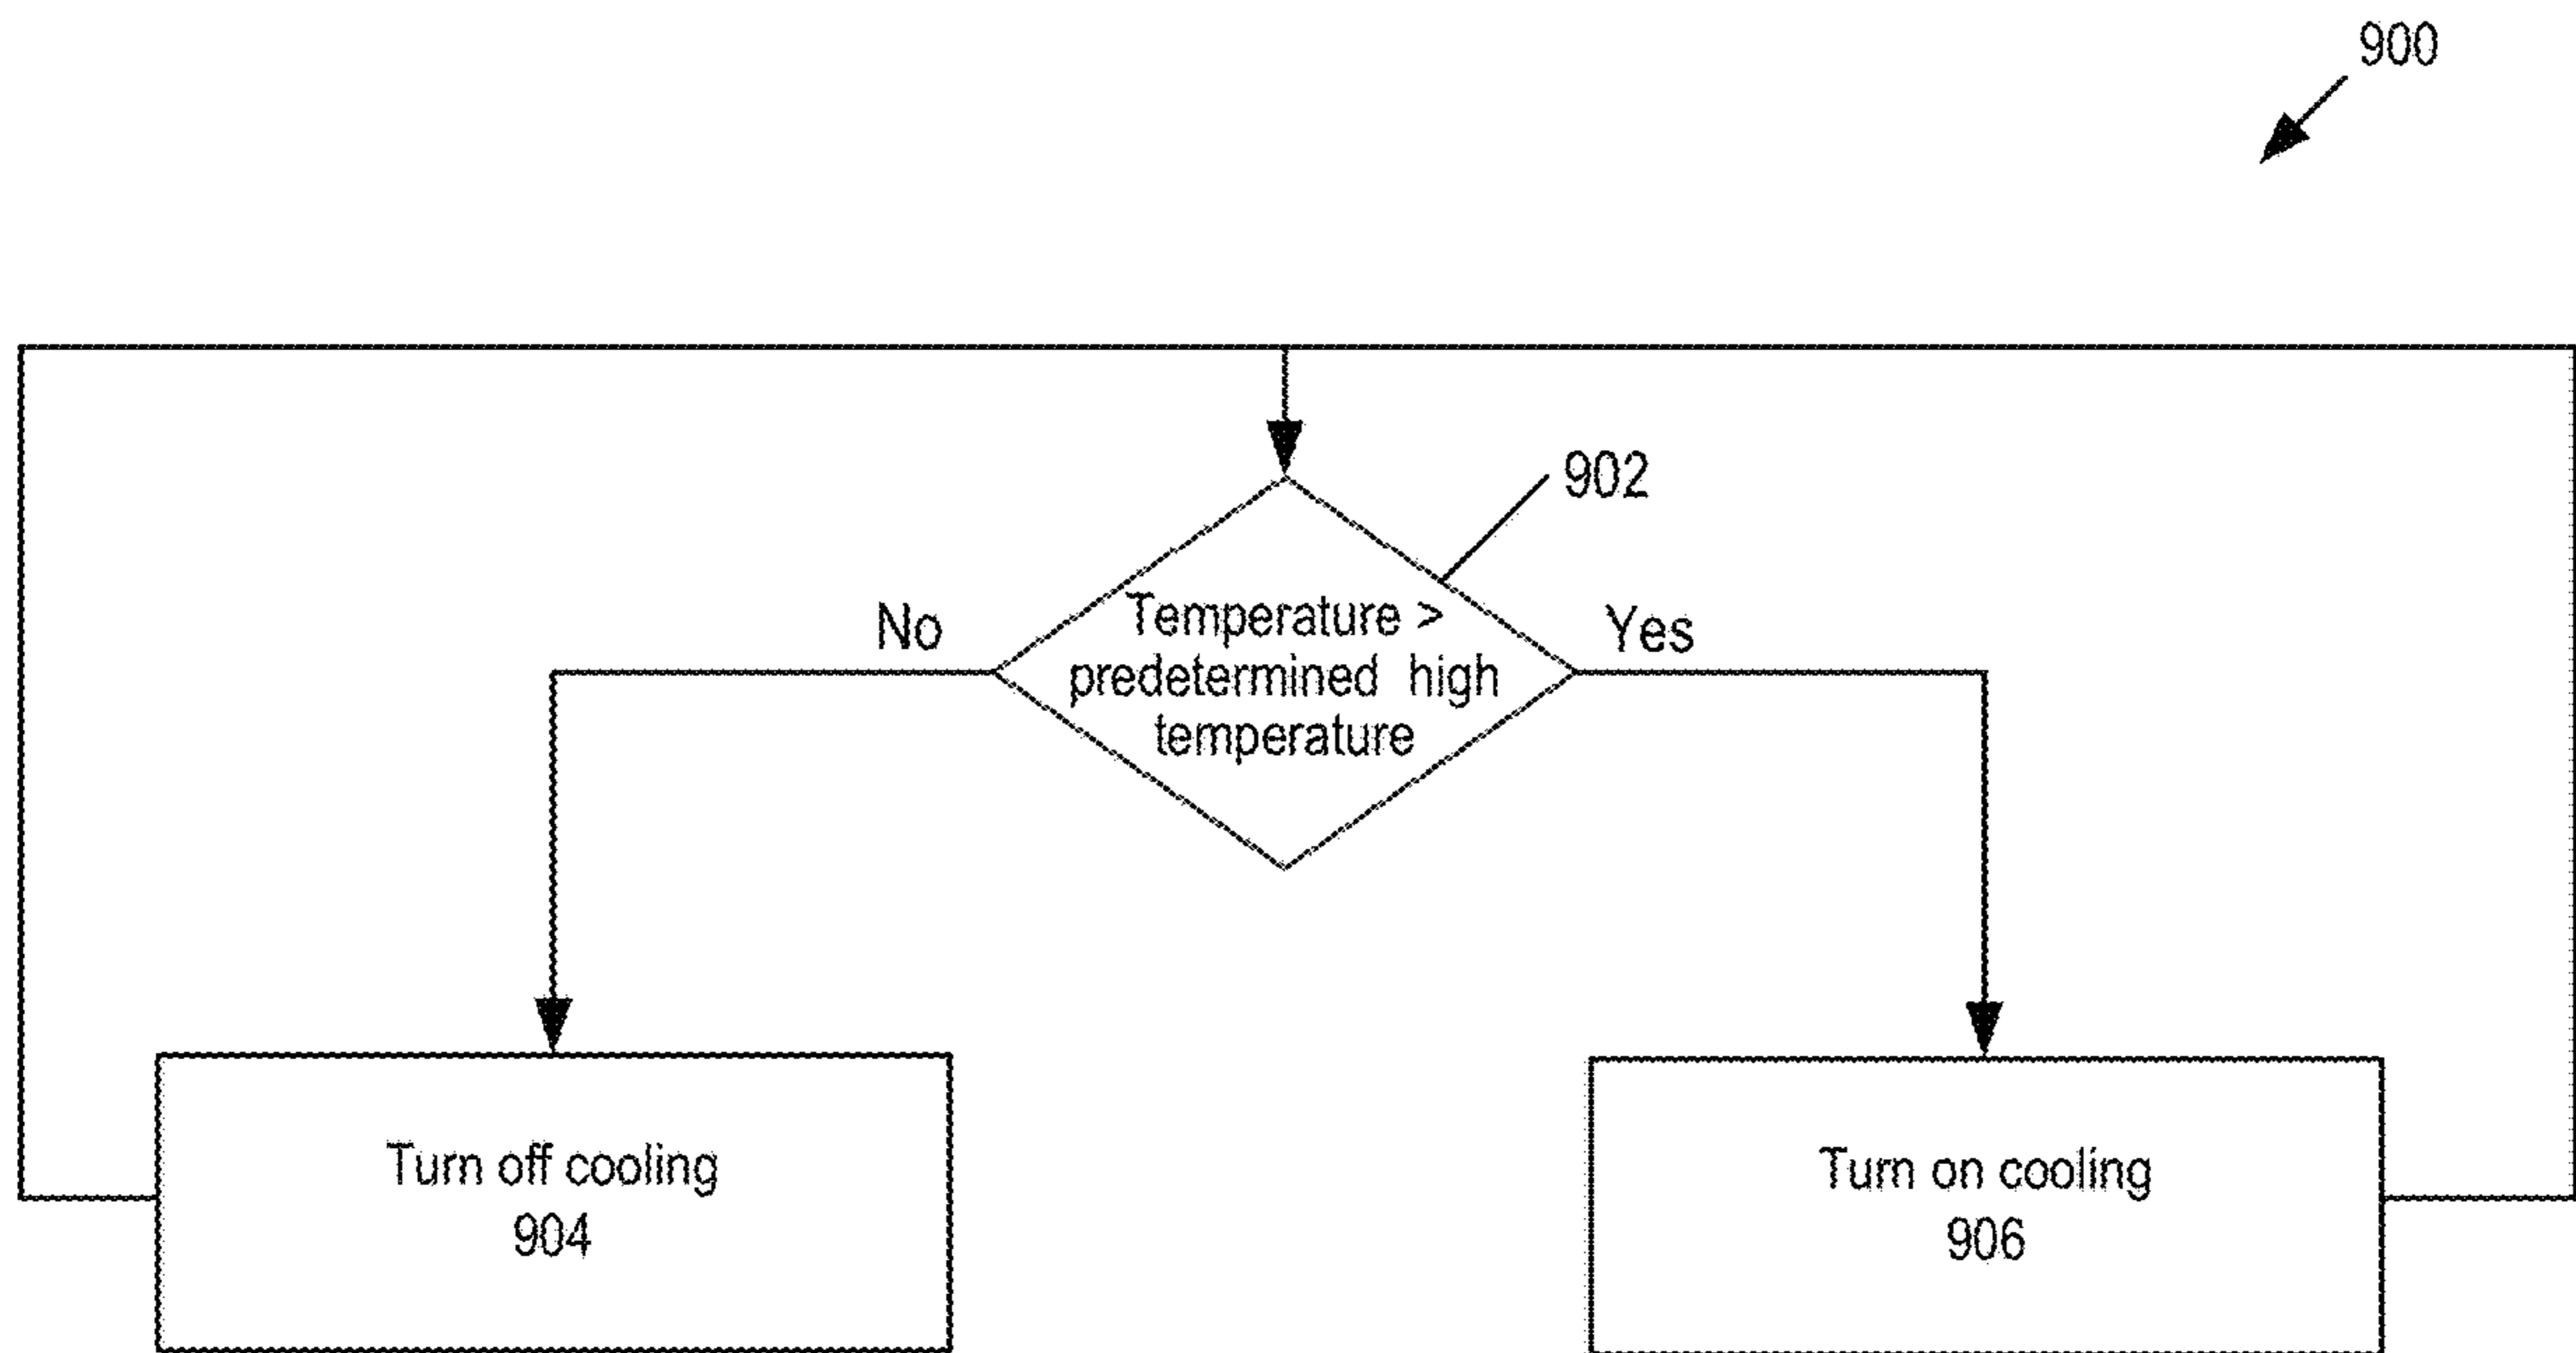 900
902
No
Temperature >
predetermined high
temperature
Yes
Turn off cooling
904
Turn on cooling
906